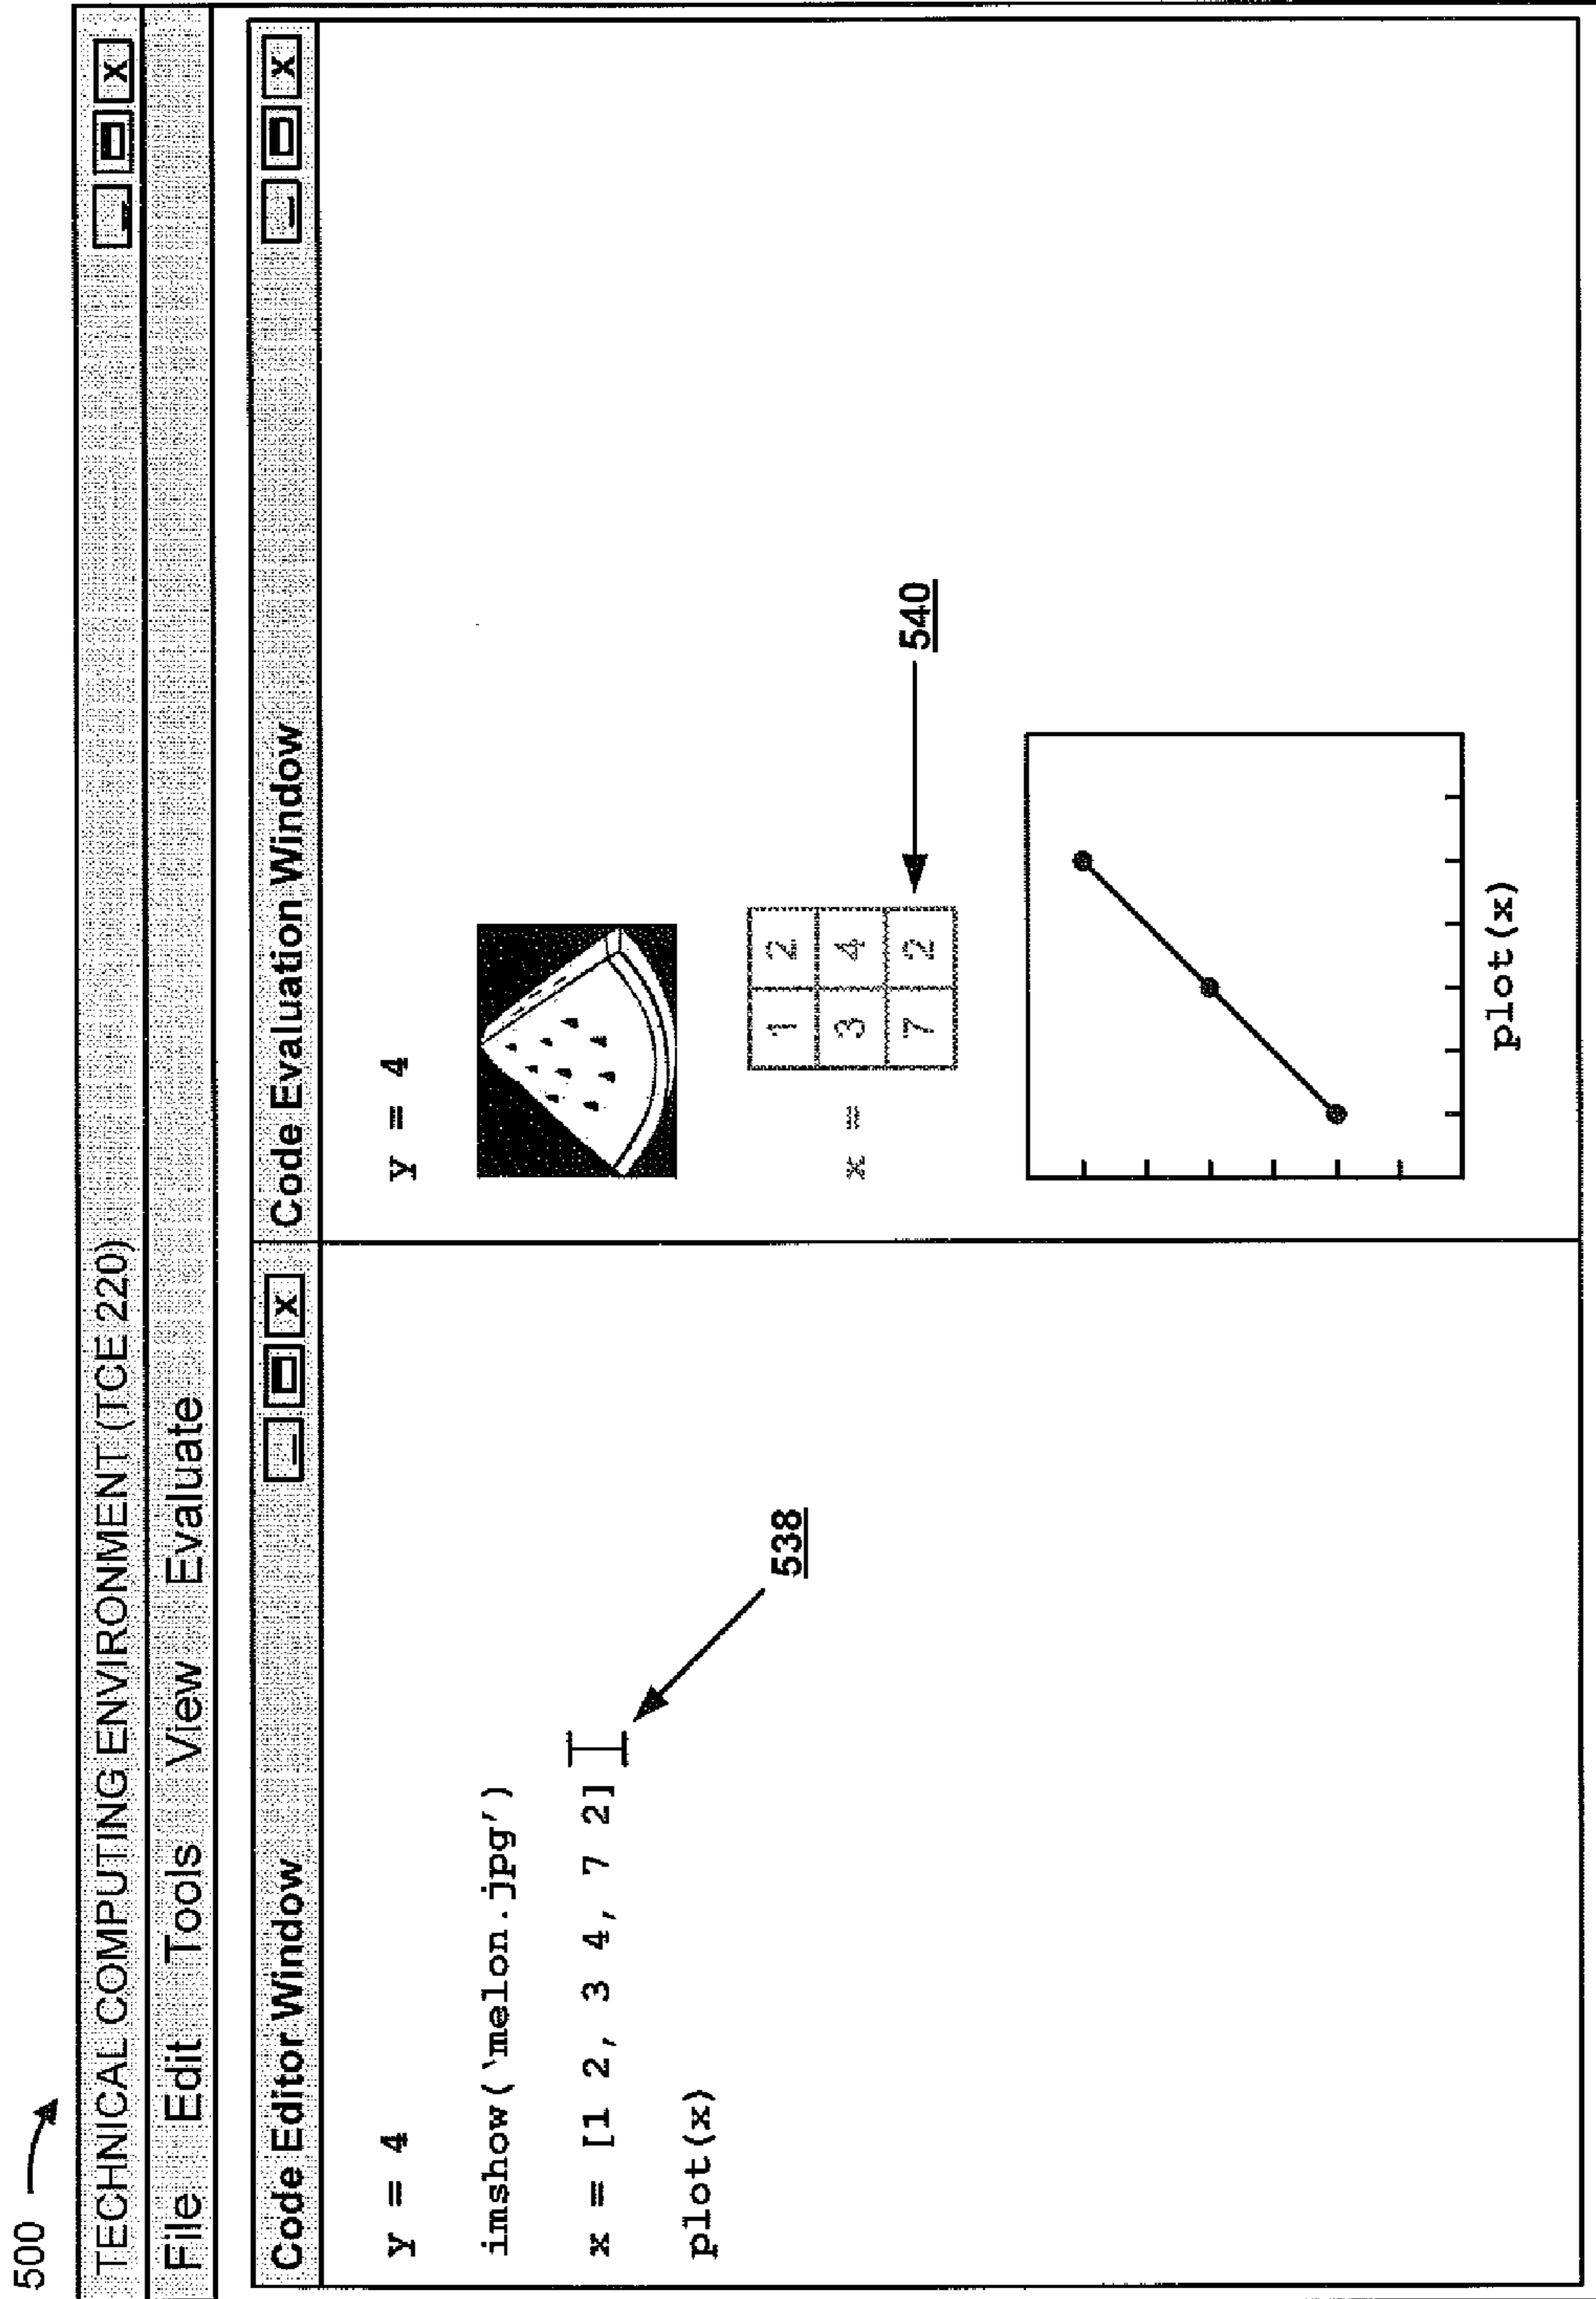 500
TECHNICAL COMPUTING ENVIRONMENT (TCE 220)
File Edit Tools View Evaluate
Code Editor Window
y = 4
imshow(‵melon.jpg′)
x = [1 2, 3 4, 7 2]
538
plot(x)
Code Evaluation Window
y = 4
x =
1 2
3 4
7 2
540
plot(x)